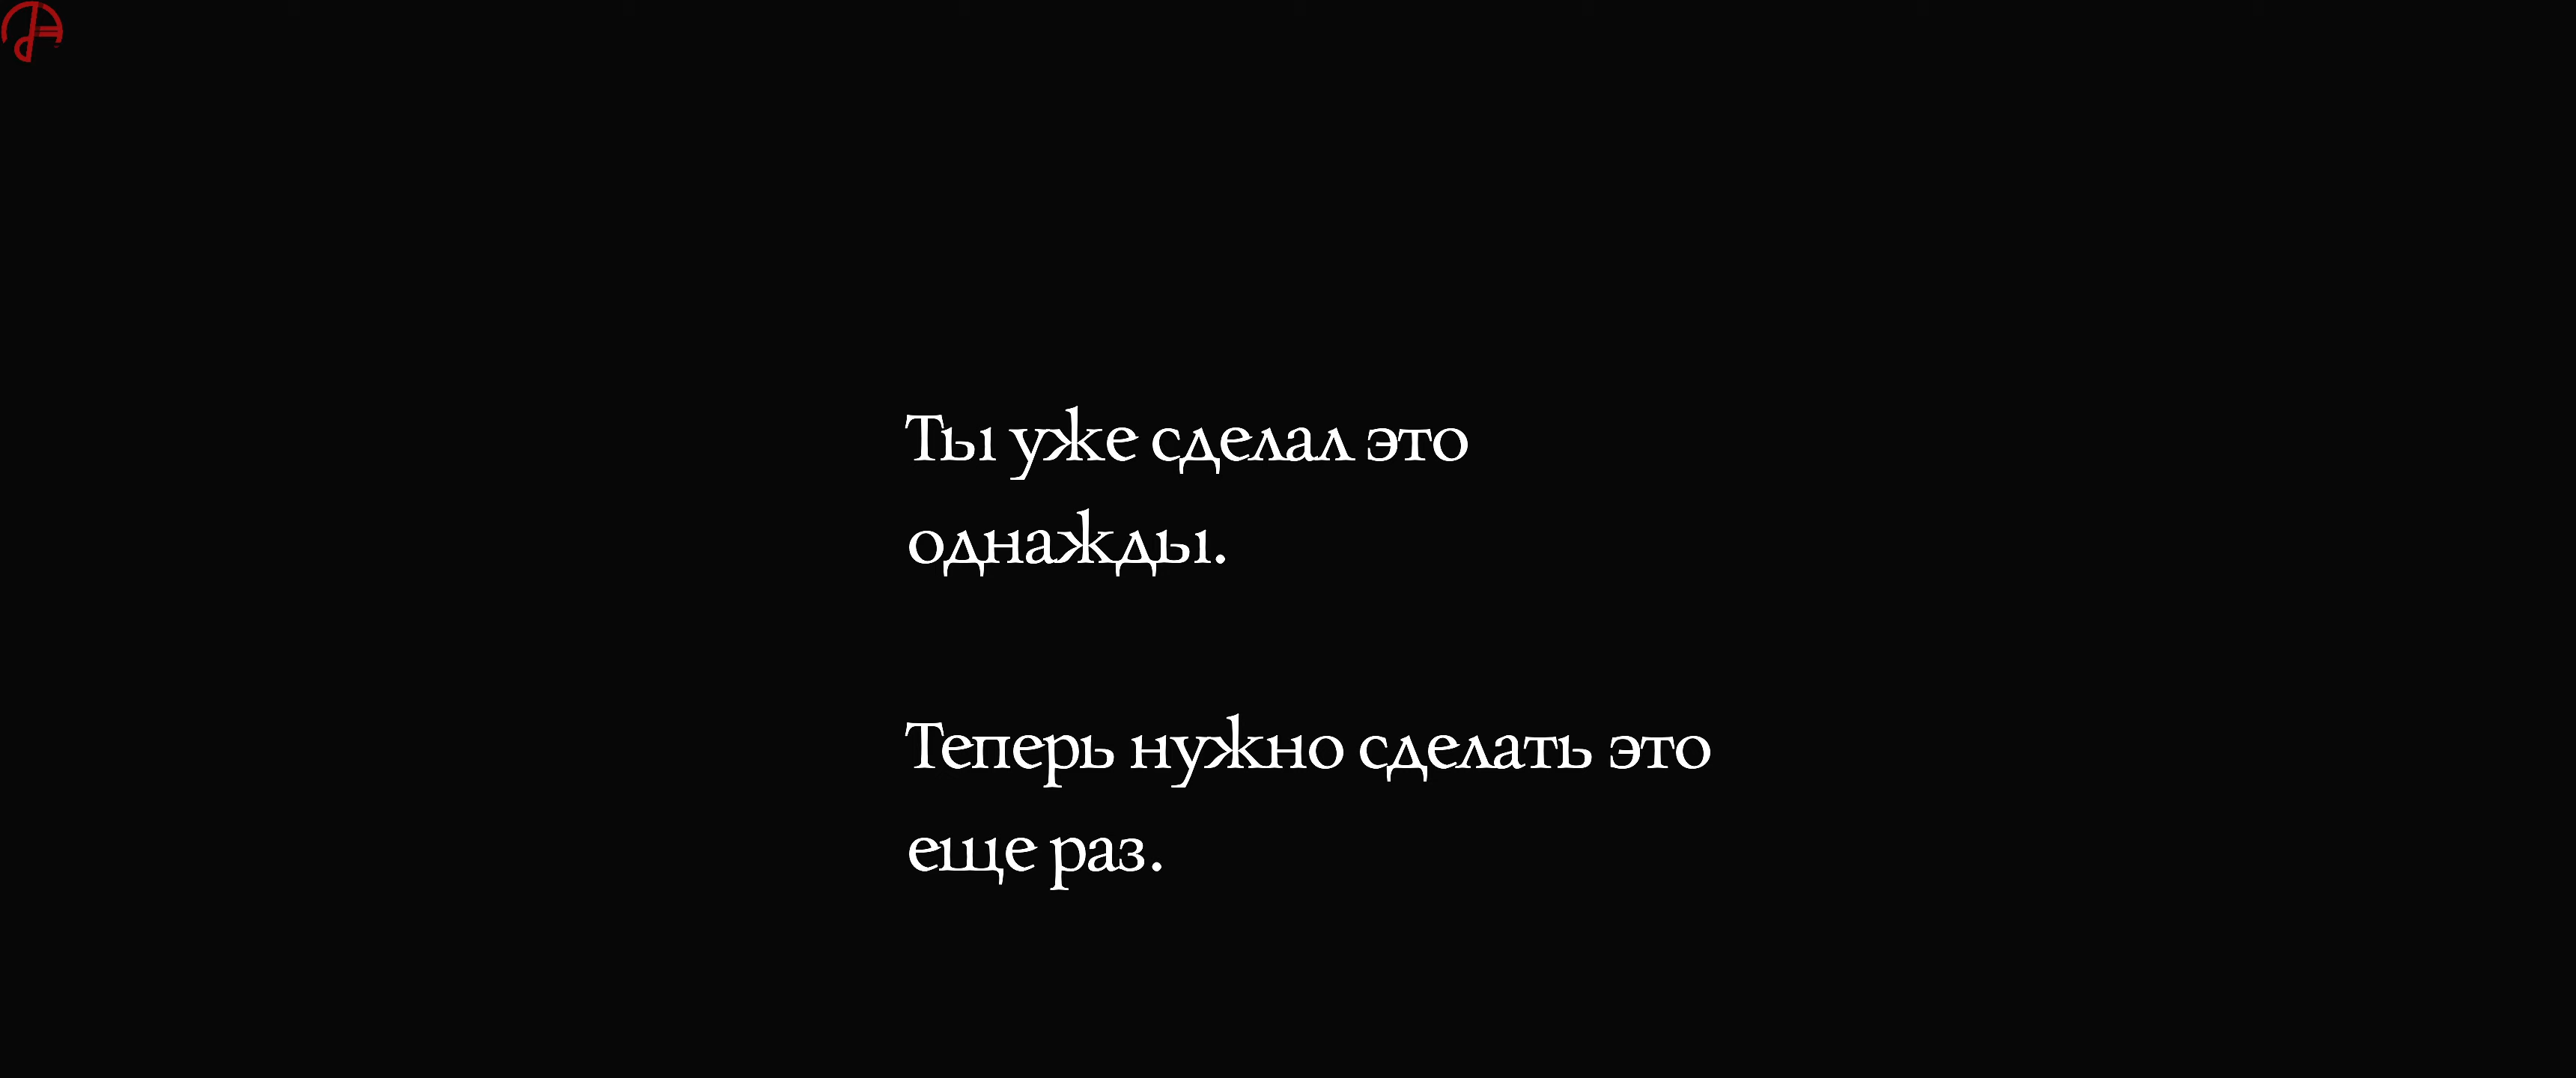 Ты уже сделал это
однажды.
Теперь нужно сделать это
еще раз.